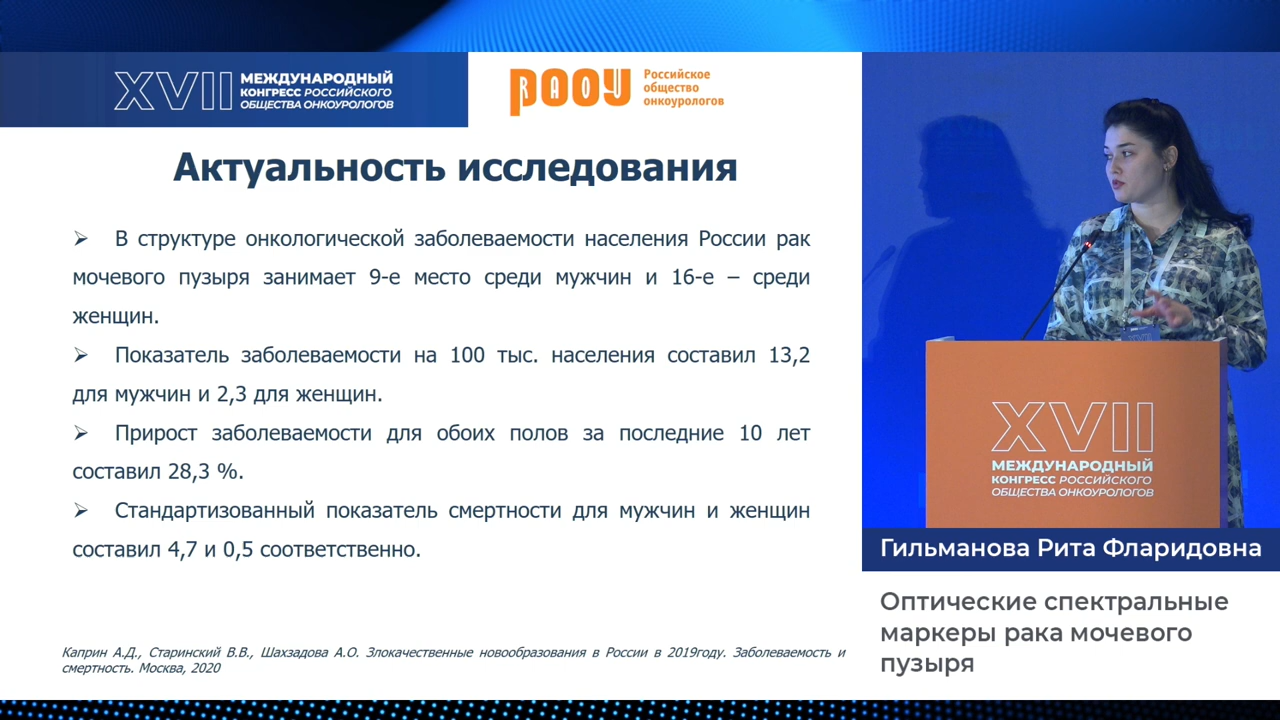 XVII МЕЖДУНАРОДНЫЙ
КОНГРЕСС РОССИЙСКОГО
ОБЩЕСТВА ОНКОУРОЛОГОВ
РООУ
RAOU
Российское
общество
онкоурологов
Актуальность исследования
➢ В структуре онкологической заболеваемости населения России рак
мочевого пузыря занимает 9-е место среди мужчин и 16-е – среди
женщин.
➢ Показатель заболеваемости на 100 тыс. населения составил 13,2
для мужчин и 2,3 для женщин.
➢ Прирост заболеваемости для обоих полов за последние 10 лет
составил 28,3 %.
➢ Стандартизованный показатель смертности для мужчин и женщин
составил 4,7 и 0,5 соответственно.
Каприн А.Д., Старинский В.В., Шахзадова А.О. Злокачественные новообразования в России в 2019году. Заболеваемость и
смертность. Москва, 2020
XVII
МЕЖДУНАРОДНЫЙ
КОНГРЕСС РОССИЙСКОГО
ОБЩЕСТВА ОНКОУРОЛОГОВ
Гильманова Рита Фларидовна
Оптические спектральные
маркеры рака мочевого
пузыря